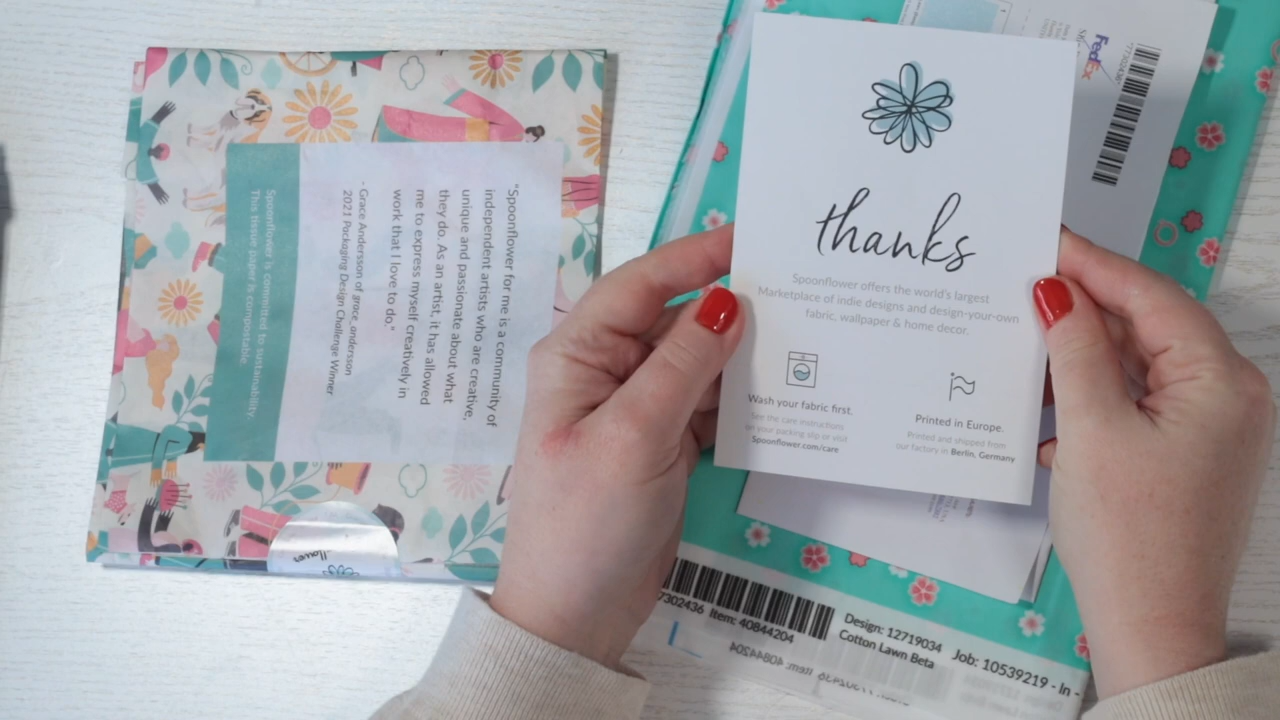 "Spoonflower for me is a community of
independent artists who are creative,
unique and passionate about what
they do. As an artist, it has allowed
me to express myself creatively in
work that I love to do."
- Grace Andersson of grace_andersson
2021 Packaging Design Challenge Winner
Spoonflower is committed to sustainability.
This tissue paper is compostable.
thanks
Spoonflower offers the world's largest
Marketplace of indie designs and design-your-own
fabric, wallpaper & home decor.
Wash your fabric first.
See the care instructions
on your packing slip or visit
Spoonflower.com/care
Printed in Europe.
Printed and shipped from
our factory in Berlin, Germany
FedEx
7302436 Item: 40844204
Design: 12719034
Cotton Lawn Beta
Job: 10539219 - In -